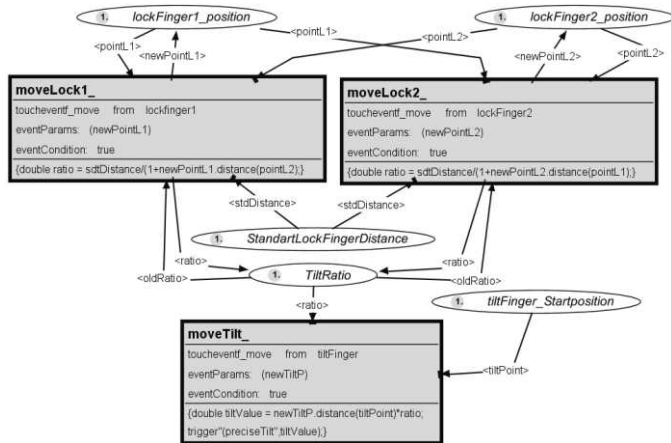 1. lockFinger1_position
1. lockFinger2_position
<pointL1>
<newPointL1>
<pointL1>
<pointL2>
<newPointL2>
<pointL2>
moveLock1_
toucheventf_move from lockfinger1
eventParams: (newPointL1)
eventCondition: true
{double ratio = sdtDistance/(1+newPointL1.distance(pointL2);}
moveLock2_
toucheventf_move from lockFinger2
eventParams: (newPointL2)
eventCondition: true
{double ratio = sdtDistance/(1+newPointL2.distance(pointL1);}
<stdDistance>
<stdDistance>
1. StandartLockFingerDistance
<ratio>
<oldRatio>
1. TiltRatio
<ratio>
<oldRatio>
<ratio>
1. tiltFinger_Startposition
<tiltPoint>
moveTilt_
toucheventf_move from tiltFinger
eventParams: (newTiltP)
eventCondition: true
{double tiltValue = newTiltP.distance(tiltPoint)*ratio;
trigger"(preciseTilt",tiltValue);}